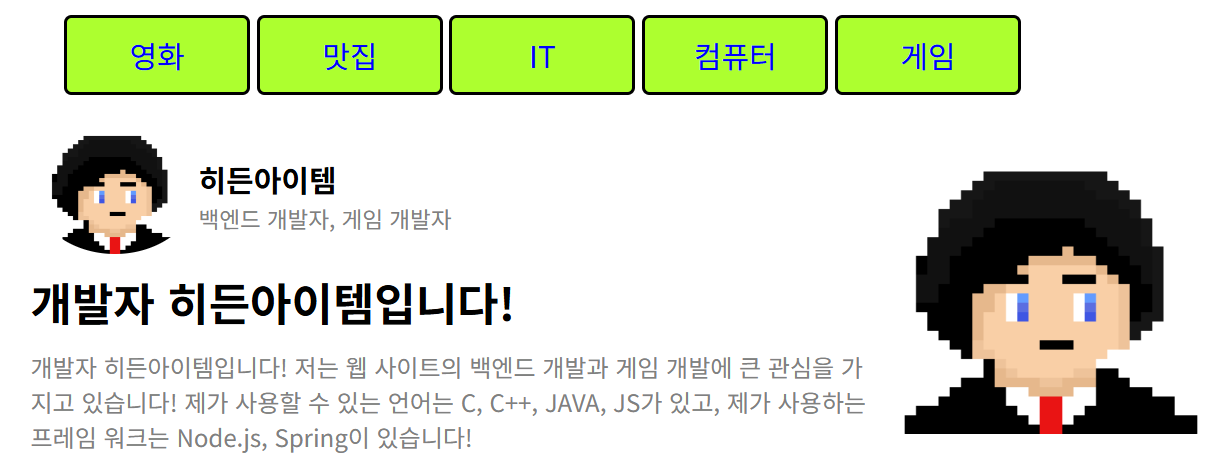 영화 맛집 IT 컴퓨터 게임
히든아이템
백엔드 개발자, 게임 개발자
개발자 히든아이템입니다!
개발자 히든아이템입니다! 저는 웹 사이트의 백엔드 개발과 게임 개발에 큰 관심을 가
지고 있습니다! 제가 사용할 수 있는 언어는 C, C++, JAVA, JS가 있고, 제가 사용하는
프레임 워크는 Node.js, Spring이 있습니다!